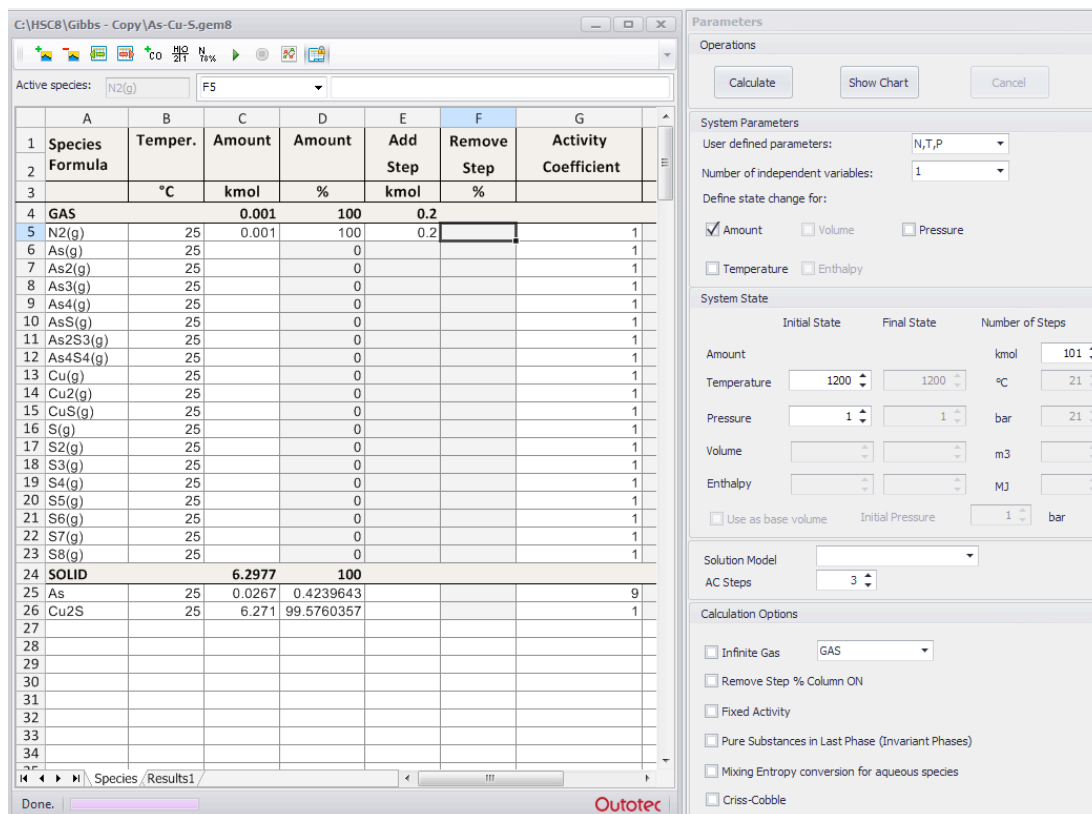 C:\HSC8\Gibbs - Copy\As-Cu-S.gem8
Active species: N2(g) F5
A B C D E F G
1 Species Temper. Amount Amount Add Remove Activity
2 Formula Step Step Coefficient
3 °C kmol % kmol %
4 GAS 0.001 100 0.2
5 N2(g) 25 0.001 100 0.2 1
6 As(g) 25 0 1
7 As2(g) 25 0 1
8 As3(g) 25 0 1
9 As4(g) 25 0 1
10 AsS(g) 25 0 1
11 As2S3(g) 25 0 1
12 As4S4(g) 25 0 1
13 Cu(g) 25 0 1
14 Cu2(g) 25 0 1
15 CuS(g) 25 0 1
16 S(g) 25 0 1
17 S2(g) 25 0 1
18 S3(g) 25 0 1
19 S4(g) 25 0 1
20 S5(g) 25 0 1
21 S6(g) 25 0 1
22 S7(g) 25 0 1
23 S8(g) 25 0 1
24 SOLID 6.2977 100
25 As 25 0.0267 0.4239643 9
26 Cu2S 25 6.271 99.5760357 1
27
28
29
30
31
32
33
34
Species Results1
Done. Outotec
Parameters
Operations
Calculate Show Chart Cancel
System Parameters
User defined parameters: N,T,P
Number of independent variables: 1
Define state change for:
Amount Volume Pressure
Temperature Enthalpy
System State
Initial State Final State Number of Steps
Amount kmol 101
Temperature 1200 1200 °C 21
Pressure 1 1 bar 21
Volume m3
Enthalpy MJ
Use as base volume Initial Pressure 1 bar
Solution Model
AC Steps 3
Calculation Options
Infinite Gas GAS
Remove Step % Column ON
Fixed Activity
Pure Substances in Last Phase (Invariant Phases)
Mixing Entropy conversion for aqueous species
Criss-Cobble